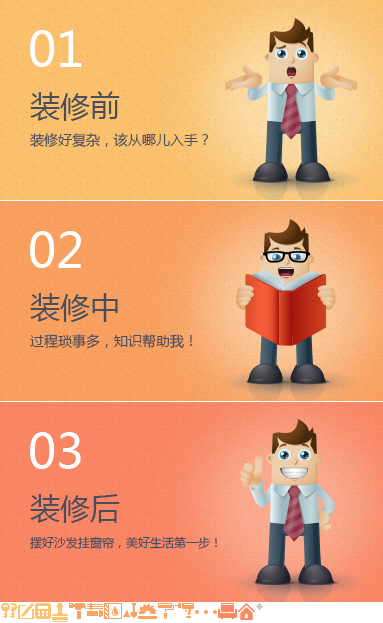 01
装修前
装修好复杂，该从哪儿入手？
02
装修中
过程琐事多，知识帮助我！
03
装修后
摆好沙发挂窗帘，美好生活第一步！